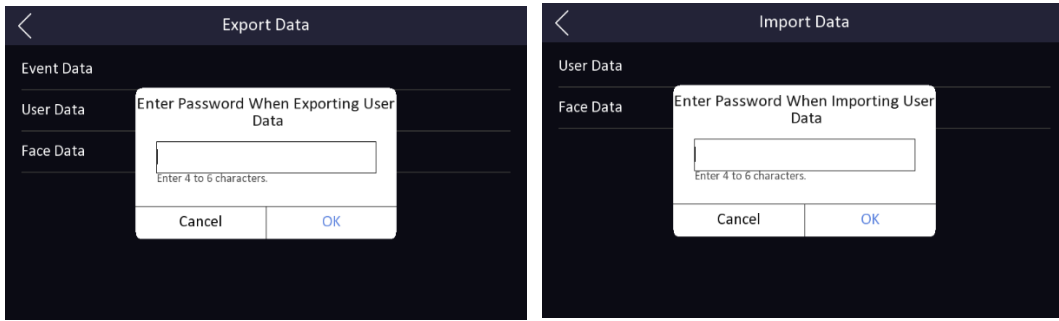 Export Data
Event Data
User Data
Face Data
Enter Password When Exporting User
Data
Enter 4 to 6 characters.
Cancel
OK
Import Data
User Data
Face Data
Enter Password When Importing User
Data
Enter 4 to 6 characters.
Cancel
OK